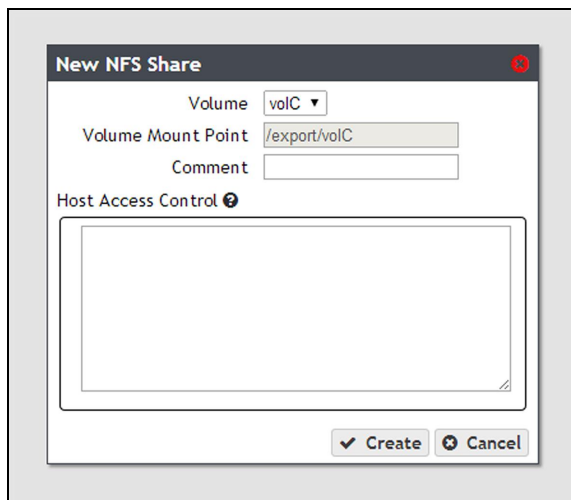 New NFS Share
Volume volC
Volume Mount Point /export/volC
Comment
Host Access Control
Create Cancel